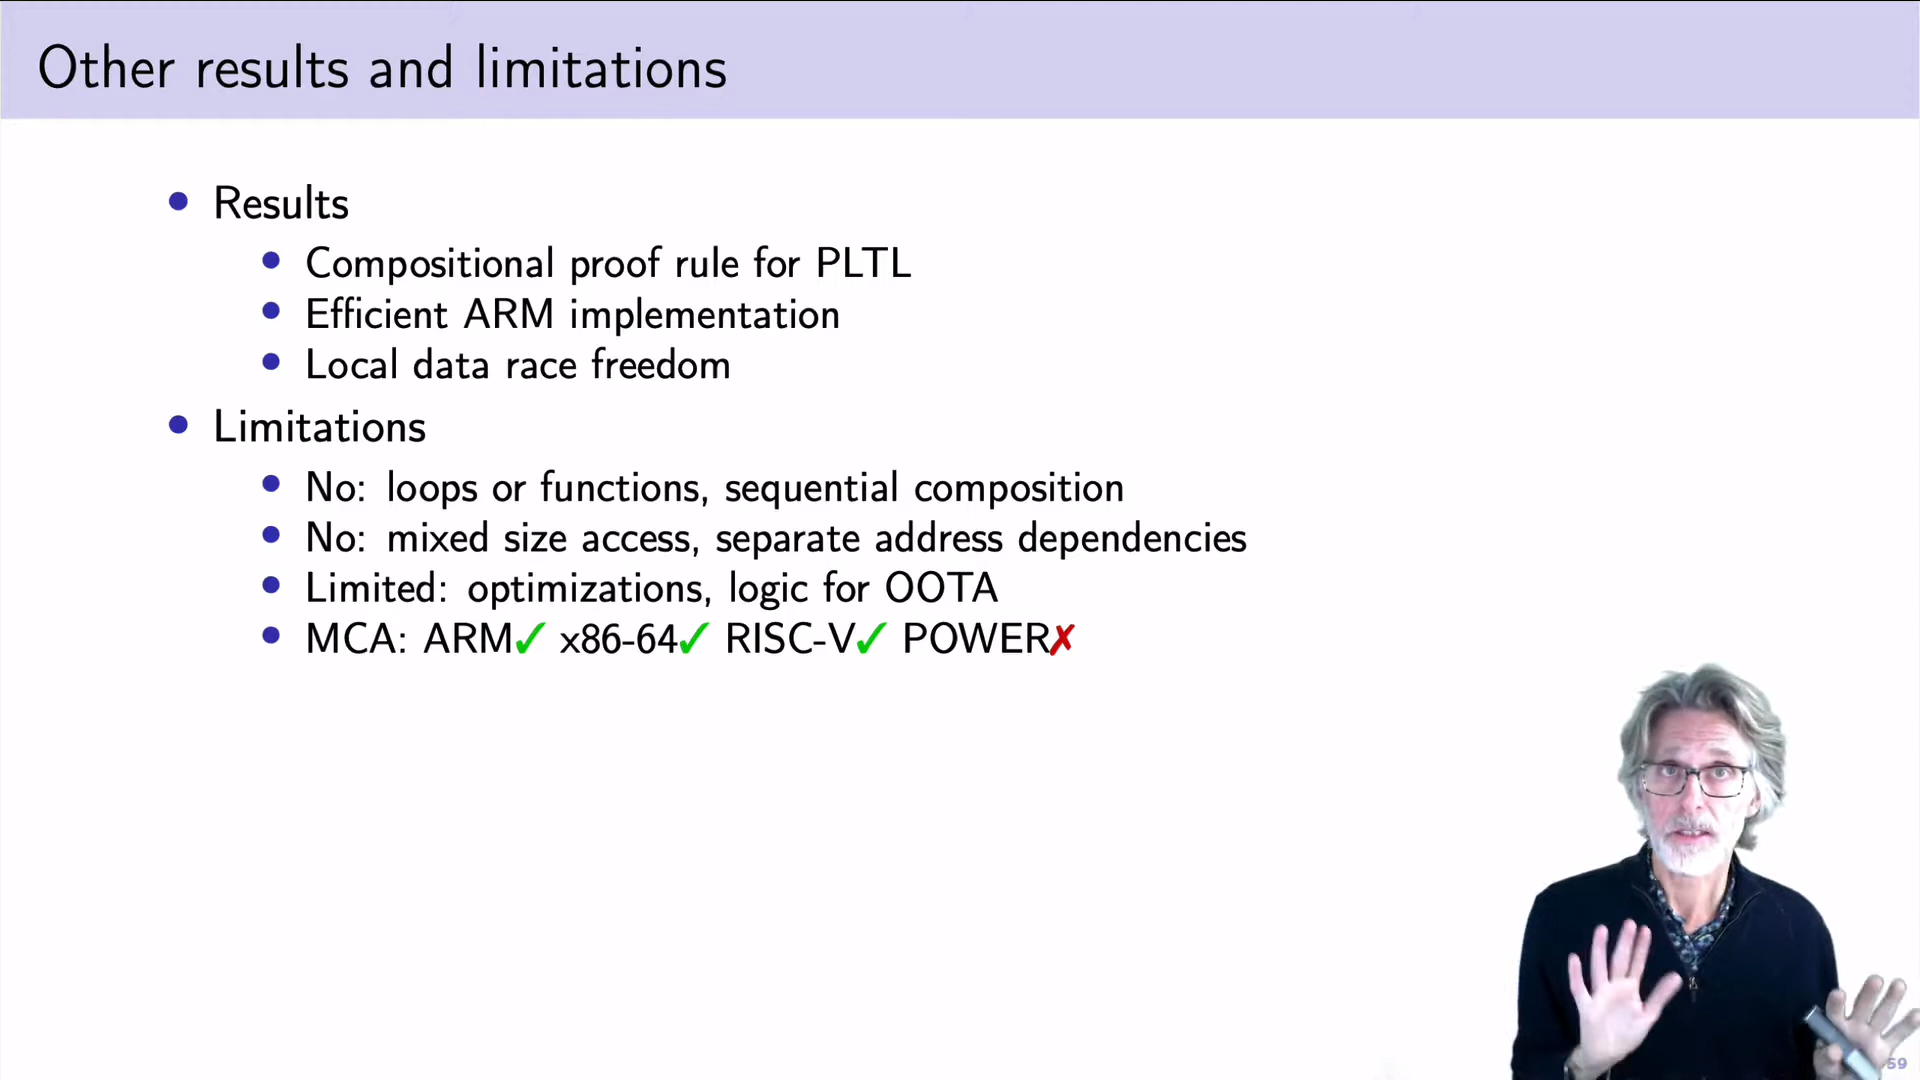 Other results and limitations
• Results
• Compositional proof rule for PLTL
• Efficient ARM implementation
• Local data race freedom
• Limitations
• No: loops or functions, sequential composition
• No: mixed size access, separate address dependencies
• Limited: optimizations, logic for OOTA
• MCA: ARM✓ x86-64✓ RISC-V✓ POWER✗
59